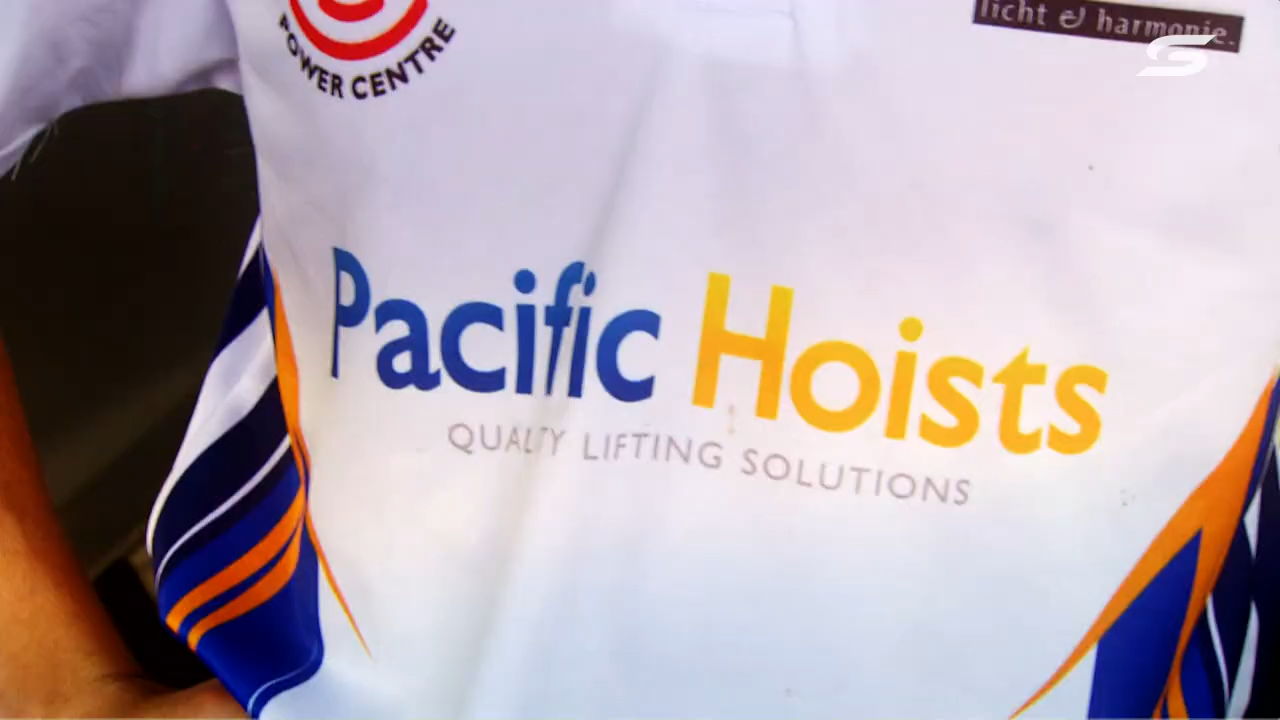 POWER CENTRE
licht & harmonie.
Pacific Hoists
QUALITY LIFTING SOLUTIONS